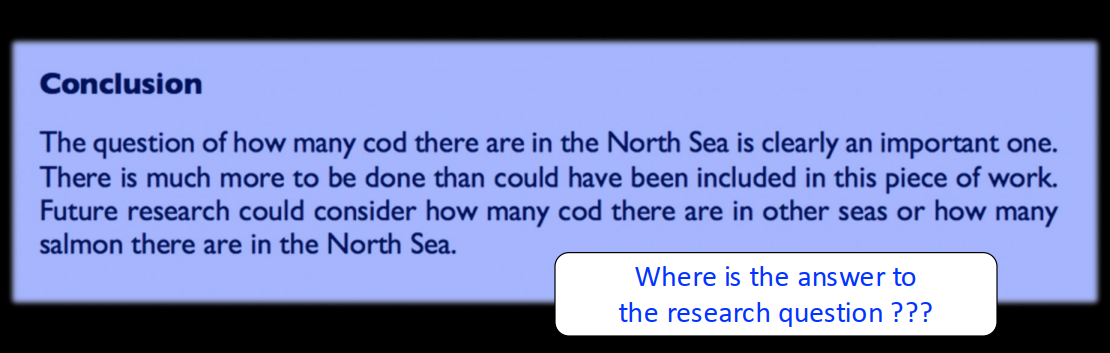 Conclusion
The question of how many cod there are in the North Sea is clearly an important one.
There is much more to be done than could have been included in this piece of work.
Future research could consider how many cod there are in other seas or how many
salmon there are in the North Sea.
Where is the answer to
the research question ???